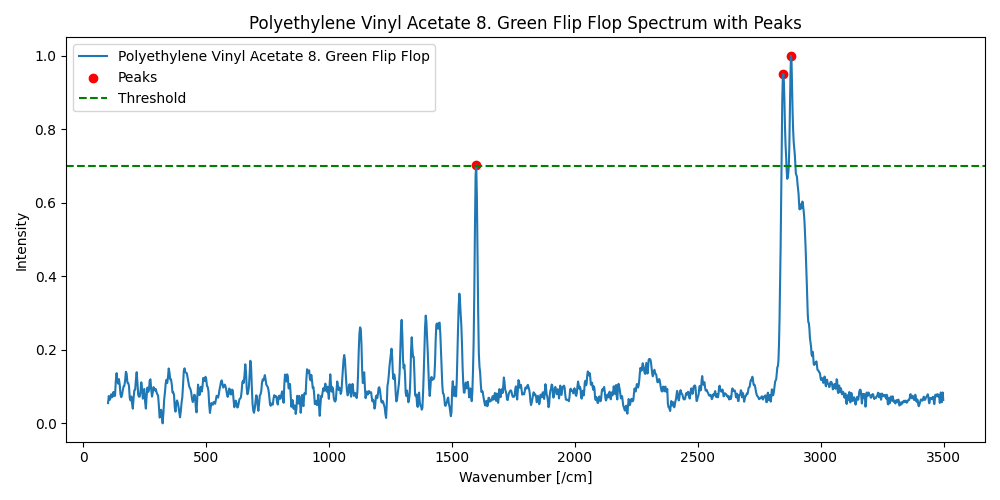 Polyethylene Vinyl Acetate 8. Green Flip Flop Spectrum with Peaks
Polyethylene Vinyl Acetate 8. Green Flip Flop
Peaks
Threshold
1.0
0.8
0.6
0.4
0.2
0.0
Intensity
0 500 1000 1500 2000 2500 3000 3500
Wavenumber [/cm]